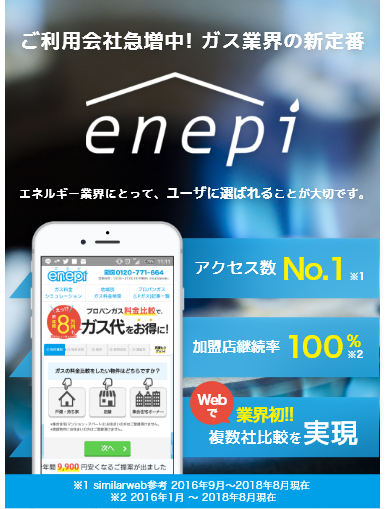 ご利用会社急増中! ガス業界の新定番
enepi
エネルギー業界にとって、ユーザに選ばれることが大切です。
11:11
enepi
0120-771-664
ガス料金
シミュレーション
地域別
ガス料金相場
プロパンガス
(LPガス)記事一覧
プロパンガス料金比較で、
8万円
ガス代をお得に!
ガスの料金比較をしたい物件はどちらですか?
戸建・持ち家
店舗
集合住宅オーナー
次へ
年間 9,900 円安くなるご提案が出ました
アクセス数 No.1 ※1
加盟店継続率 100% ※2
Webで
業界初!!
複数社比較を実現
※1 similarweb参考 2016年9月~2018年8月現在
※2 2016年1月 ~ 2018年8月現在